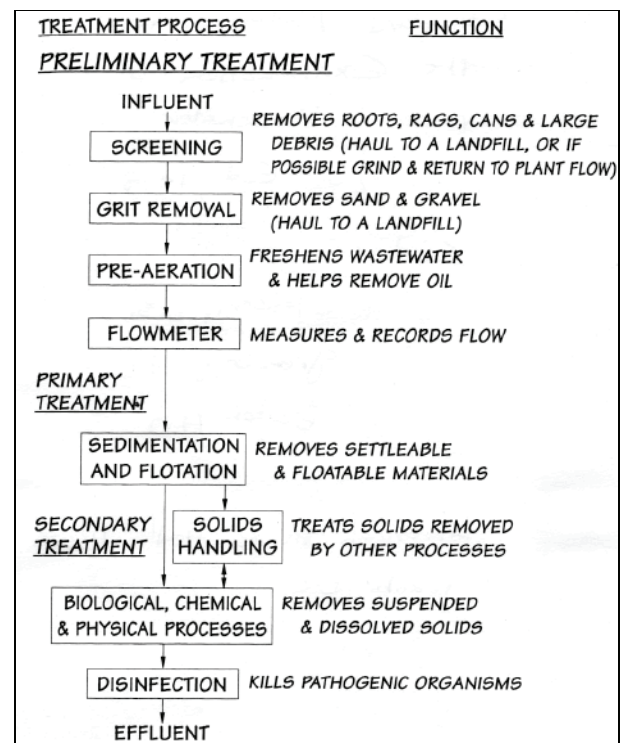 TREATMENT PROCESS FUNCTION
PRELIMINARY TREATMENT
INFLUENT
SCREENING
REMOVES ROOTS, RAGS, CANS & LARGE
DEBRIS (HAUL TO A LANDFILL, OR IF
POSSIBLE GRIND & RETURN TO PLANT FLOW)
GRIT REMOVAL
REMOVES SAND & GRAVEL
(HAUL TO A LANDFILL)
PRE-AERATION
FRESHENS WASTEWATER
& HELPS REMOVE OIL
FLOWMETER
MEASURES & RECORDS FLOW
PRIMARY
TREATMENT
SEDIMENTATION
AND FLOTATION
REMOVES SETTLEABLE
& FLOATABLE MATERIALS
SECONDARY
TREATMENT
SOLIDS
HANDLING
TREATS SOLIDS REMOVED
BY OTHER PROCESSES
BIOLOGICAL, CHEMICAL
& PHYSICAL PROCESSES
REMOVES SUSPENDED
& DISSOLVED SOLIDS
DISINFECTION
KILLS PATHOGENIC ORGANISMS
EFFLUENT